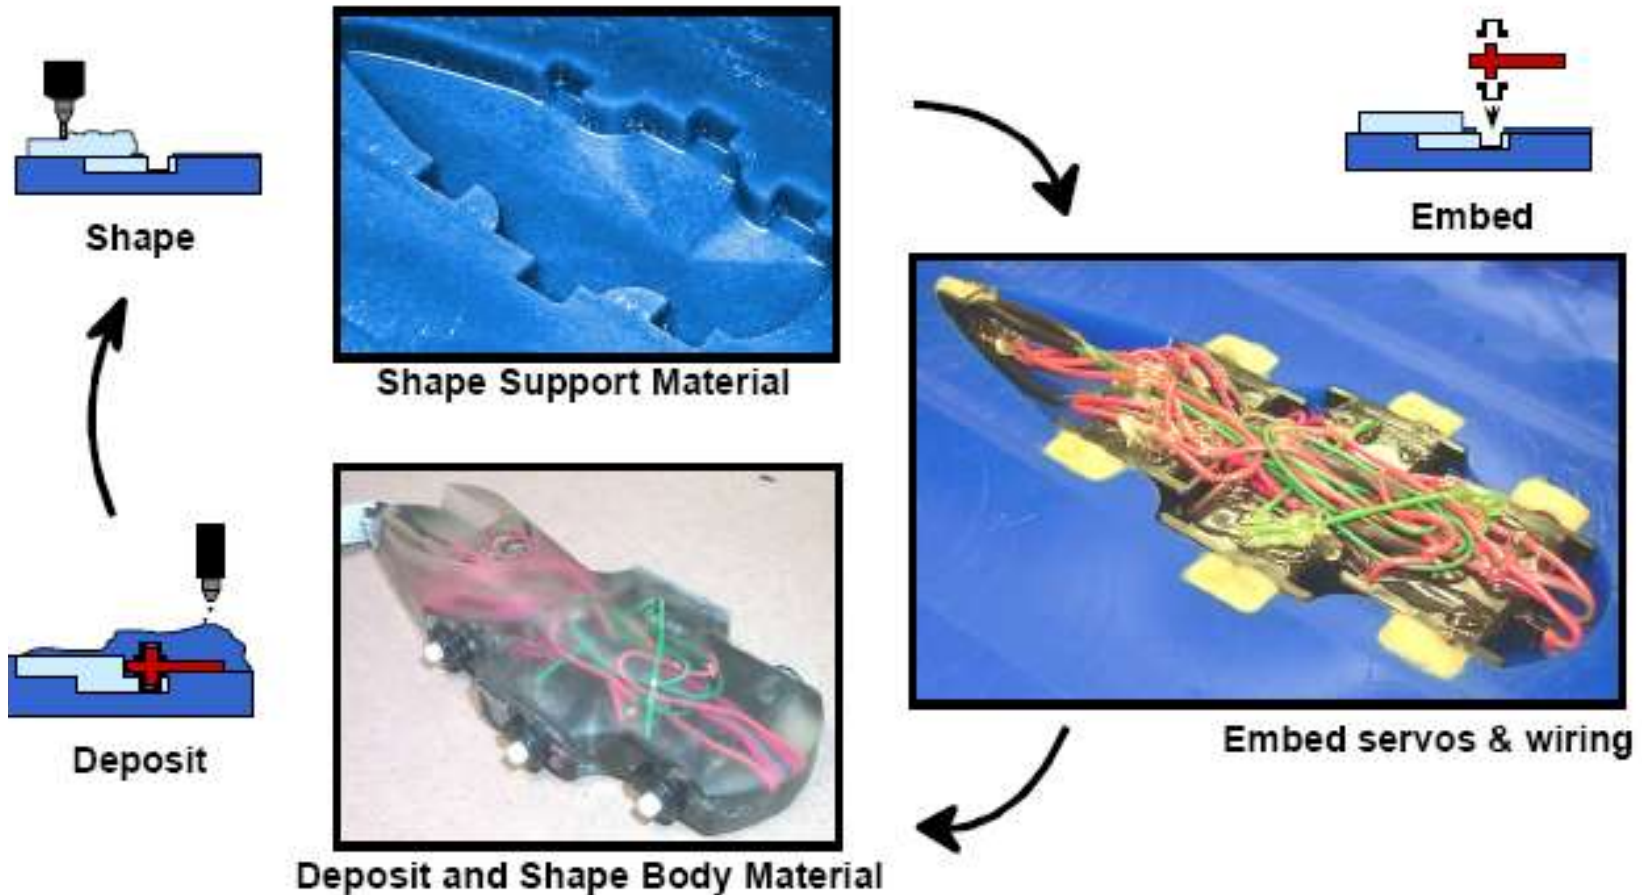 Shape
Shape Support Material
Embed
Embed servos & wiring
Deposit
Deposit and Shape Body Material